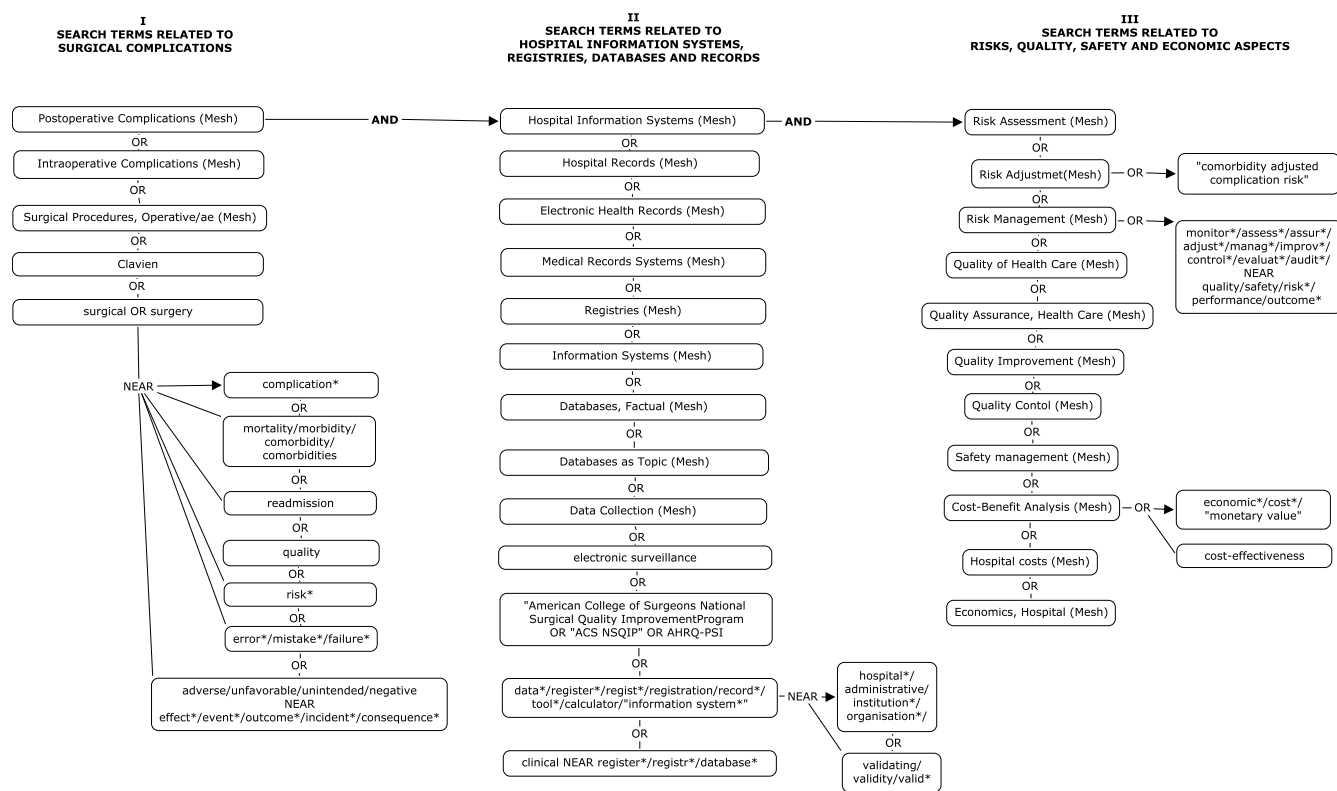 I
SEARCH TERMS RELATED TO
SURGICAL COMPLICATIONS
Postoperative Complications (Mesh)
OR
Intraoperative Complications (Mesh)
OR
Surgical Procedures, Operative/ae (Mesh)
OR
Clavien
OR
surgical OR surgery
NEAR
complication*
OR
mortality/morbidity/
comorbidity/
comorbidities
OR
readmission
OR
quality
OR
risk*
OR
error*/mistake*/failure*
OR
adverse/unfavorable/unintended/negative
NEAR
effect*/event*/outcome*/incident*/consequence*
AND
II
SEARCH TERMS RELATED TO
HOSPITAL INFORMATION SYSTEMS,
REGISTRIES, DATABASES AND RECORDS
Hospital Information Systems (Mesh)
OR
Hospital Records (Mesh)
OR
Electronic Health Records (Mesh)
OR
Medical Records Systems (Mesh)
OR
Registries (Mesh)
OR
Information Systems (Mesh)
OR
Databases, Factual (Mesh)
OR
Databases as Topic (Mesh)
OR
Data Collection (Mesh)
OR
electronic surveillance
OR
"American College of Surgeons National
Surgical Quality ImprovementProgram
OR "ACS NSQIP" OR AHRQ-PSI
OR
data*/register*/regist*/registration/record*/
tool*/calculator/"information system*"
NEAR
hospital*/
administrative/
institution*/
organisation*/
OR
validating/
validity/valid*
OR
clinical NEAR register*/registr*/database*
AND
III
SEARCH TERMS RELATED TO
RISKS, QUALITY, SAFETY AND ECONOMIC ASPECTS
Risk Assessment (Mesh)
OR
Risk Adjustmet(Mesh)
OR
"comorbidity adjusted
complication risk"
OR
Risk Management (Mesh)
OR
monitor*/assess*/assur*/
adjust*/manag*/improv*/
control*/evaluat*/audit*/
NEAR
quality/safety/risk*/
performance/outcome*
OR
Quality of Health Care (Mesh)
OR
Quality Assurance, Health Care (Mesh)
OR
Quality Improvement (Mesh)
OR
Quality Contol (Mesh)
OR
Safety management (Mesh)
OR
Cost-Benefit Analysis (Mesh)
OR
economic*/cost*/
"monetary value"
cost-effectiveness
OR
Hospital costs (Mesh)
OR
Economics, Hospital (Mesh)